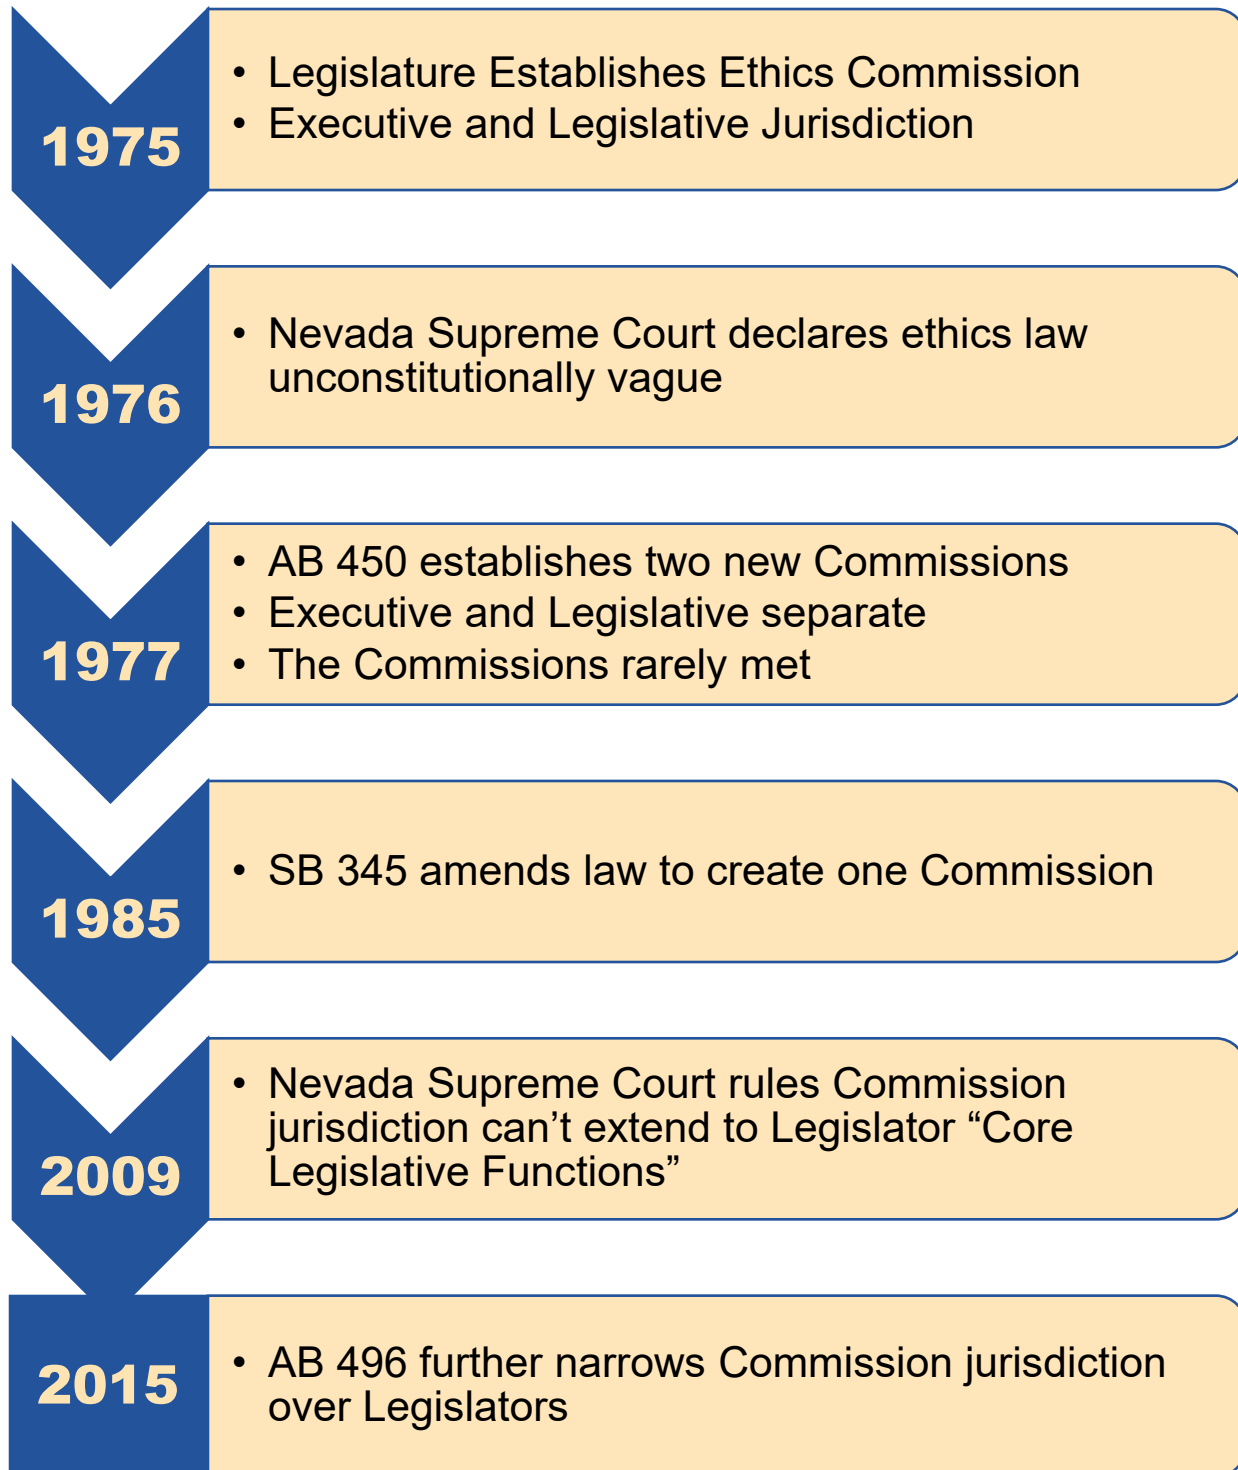 1975
• Legislature Establishes Ethics Commission
• Executive and Legislative Jurisdiction
1976
• Nevada Supreme Court declares ethics law
unconstitutionally vague
1977
• AB 450 establishes two new Commissions
• Executive and Legislative separate
• The Commissions rarely met
1985
• SB 345 amends law to create one Commission
2009
• Nevada Supreme Court rules Commission
jurisdiction can’t extend to Legislator “Core
Legislative Functions”
2015
• AB 496 further narrows Commission jurisdiction
over Legislators